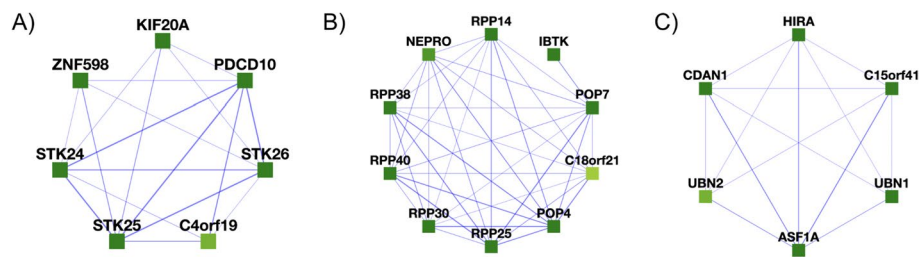 A)
KIF20A
ZNF598
PDCD10
STK24
STK26
STK25
C4orf19
B)
RPP14
NEPRO
IBTK
RPP38
POP7
RPP40
C18orf21
RPP30
POP4
RPP25
C)
HIRA
CDAN1
C15orf41
UBN2
UBN1
ASF1A